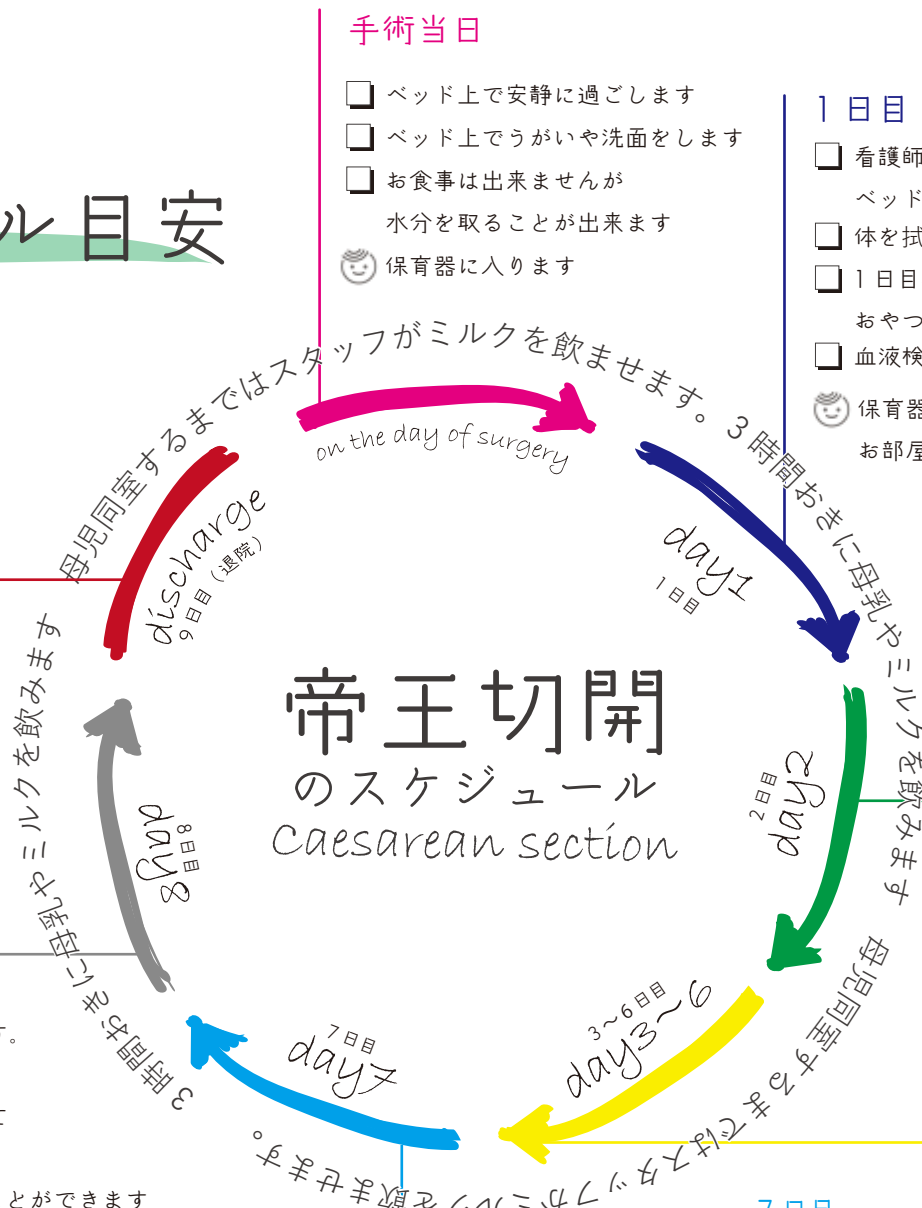 手術当日
ベッド上で安静に過ごします
ベッド上でうがいや洗面をします
お食事は出来ませんが
水分を取ることが出来ます
保育器に入ります
1日目
看護師
ベッド
体を拭
1日目
おやつ
血液検
保育器
お部屋
ル目安
母児同室するまではスタッフがミルクを飲ませます。3時間おきに母乳やミルクを飲みます
on the day of surgery
day1
1日目
2日目
day2
3〜6日目
day3〜6
7日目
day7
8日目
day8
discharge
9日目（退院）
帝王切開
のスケジュール
Caesarean section
母児同室するまではスタッフがミルクを飲ませます。
3時間おきに母乳やミルクを飲みます
す。
とができます
7日目